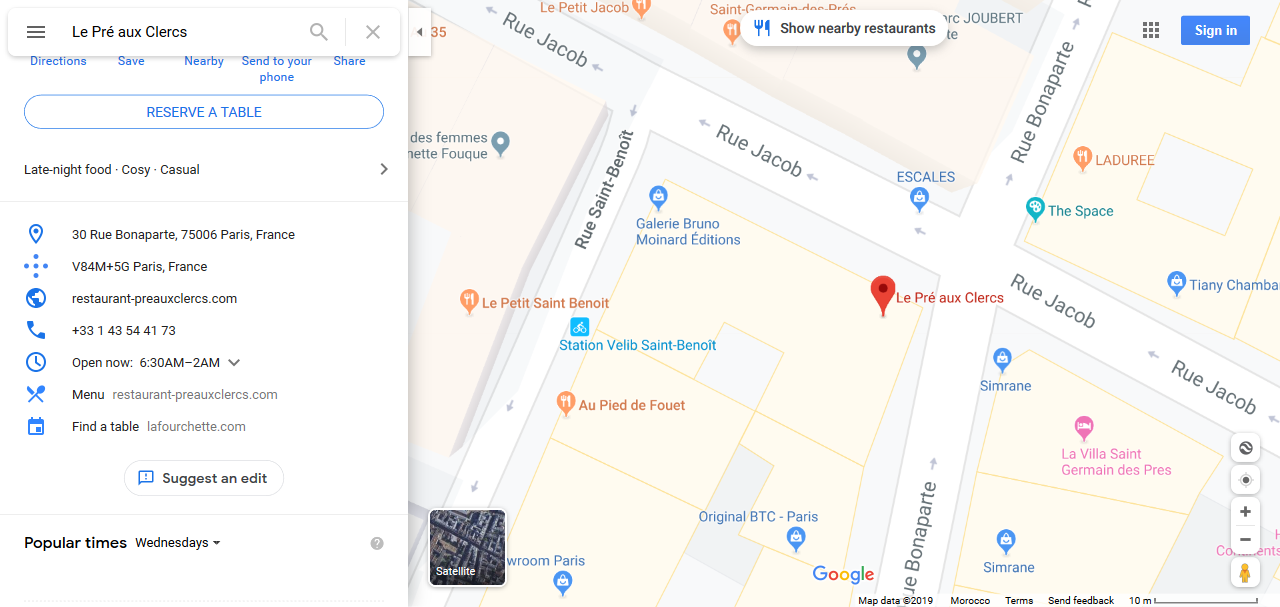 Le Pré aux Clercs
Directions
Save
Nearby
Send to your
phone
Share
RESERVE A TABLE
Late-night food · Cosy · Casual
30 Rue Bonaparte, 75006 Paris, France
V84M+5G Paris, France
restaurant-preauxclercs.com
+33 1 43 54 41 73
Open now: 6:30AM–2AM
Menu restaurant-preauxclercs.com
Find a table lafourchette.com
Suggest an edit
Popular times Wednesdays
35
Le Petit Jacob
Saint-Germain-des-Prés
Show nearby restaurants
rc JOUBERT
te
Sign in
Rue Jacob
Rue Bonaparte
des femmes
nette Fouque
Rue Saint-Benoît
Rue Jacob
LADUREE
ESCALES
The Space
Galerie Bruno
Moinard Éditions
Tiany Chamba
Le Petit Saint Benoit
Le Pré aux Clercs
Rue Jacob
Station Velib Saint-Benoît
Simrane
Rue Jacob
Au Pied de Fouet
La Villa Saint
Germain des Pres
Rue Bonaparte
Original BTC - Paris
wroom Paris
Simrane
Satellite
Google
Map data ©2019 Morocco Terms Send feedback 10 m